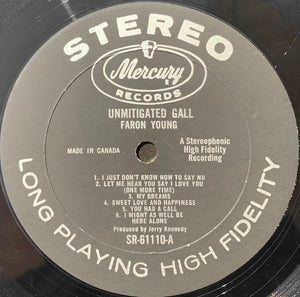 STEREO
Mercury
RECORDS
UNMITIGATED GALL
FARON YOUNG
MADE IN CANADA
A Stereophonic
High Fidelity
Recording
1. I JUST DON'T KNOW HOW TO SAY NO
2. LET ME HEAR YOU SAY I LOVE YOU
(ONE MORE TIME)
3. MY DREAMS
4. SWEET LOVE AND HAPPINESS
5. YOU HAD A CALL
6. I MIGHT AS WELL BE
HERE ALONE
Produced by Jerry Kennedy
SR-61110-A
LONG PLAYING HIGH FIDELITY